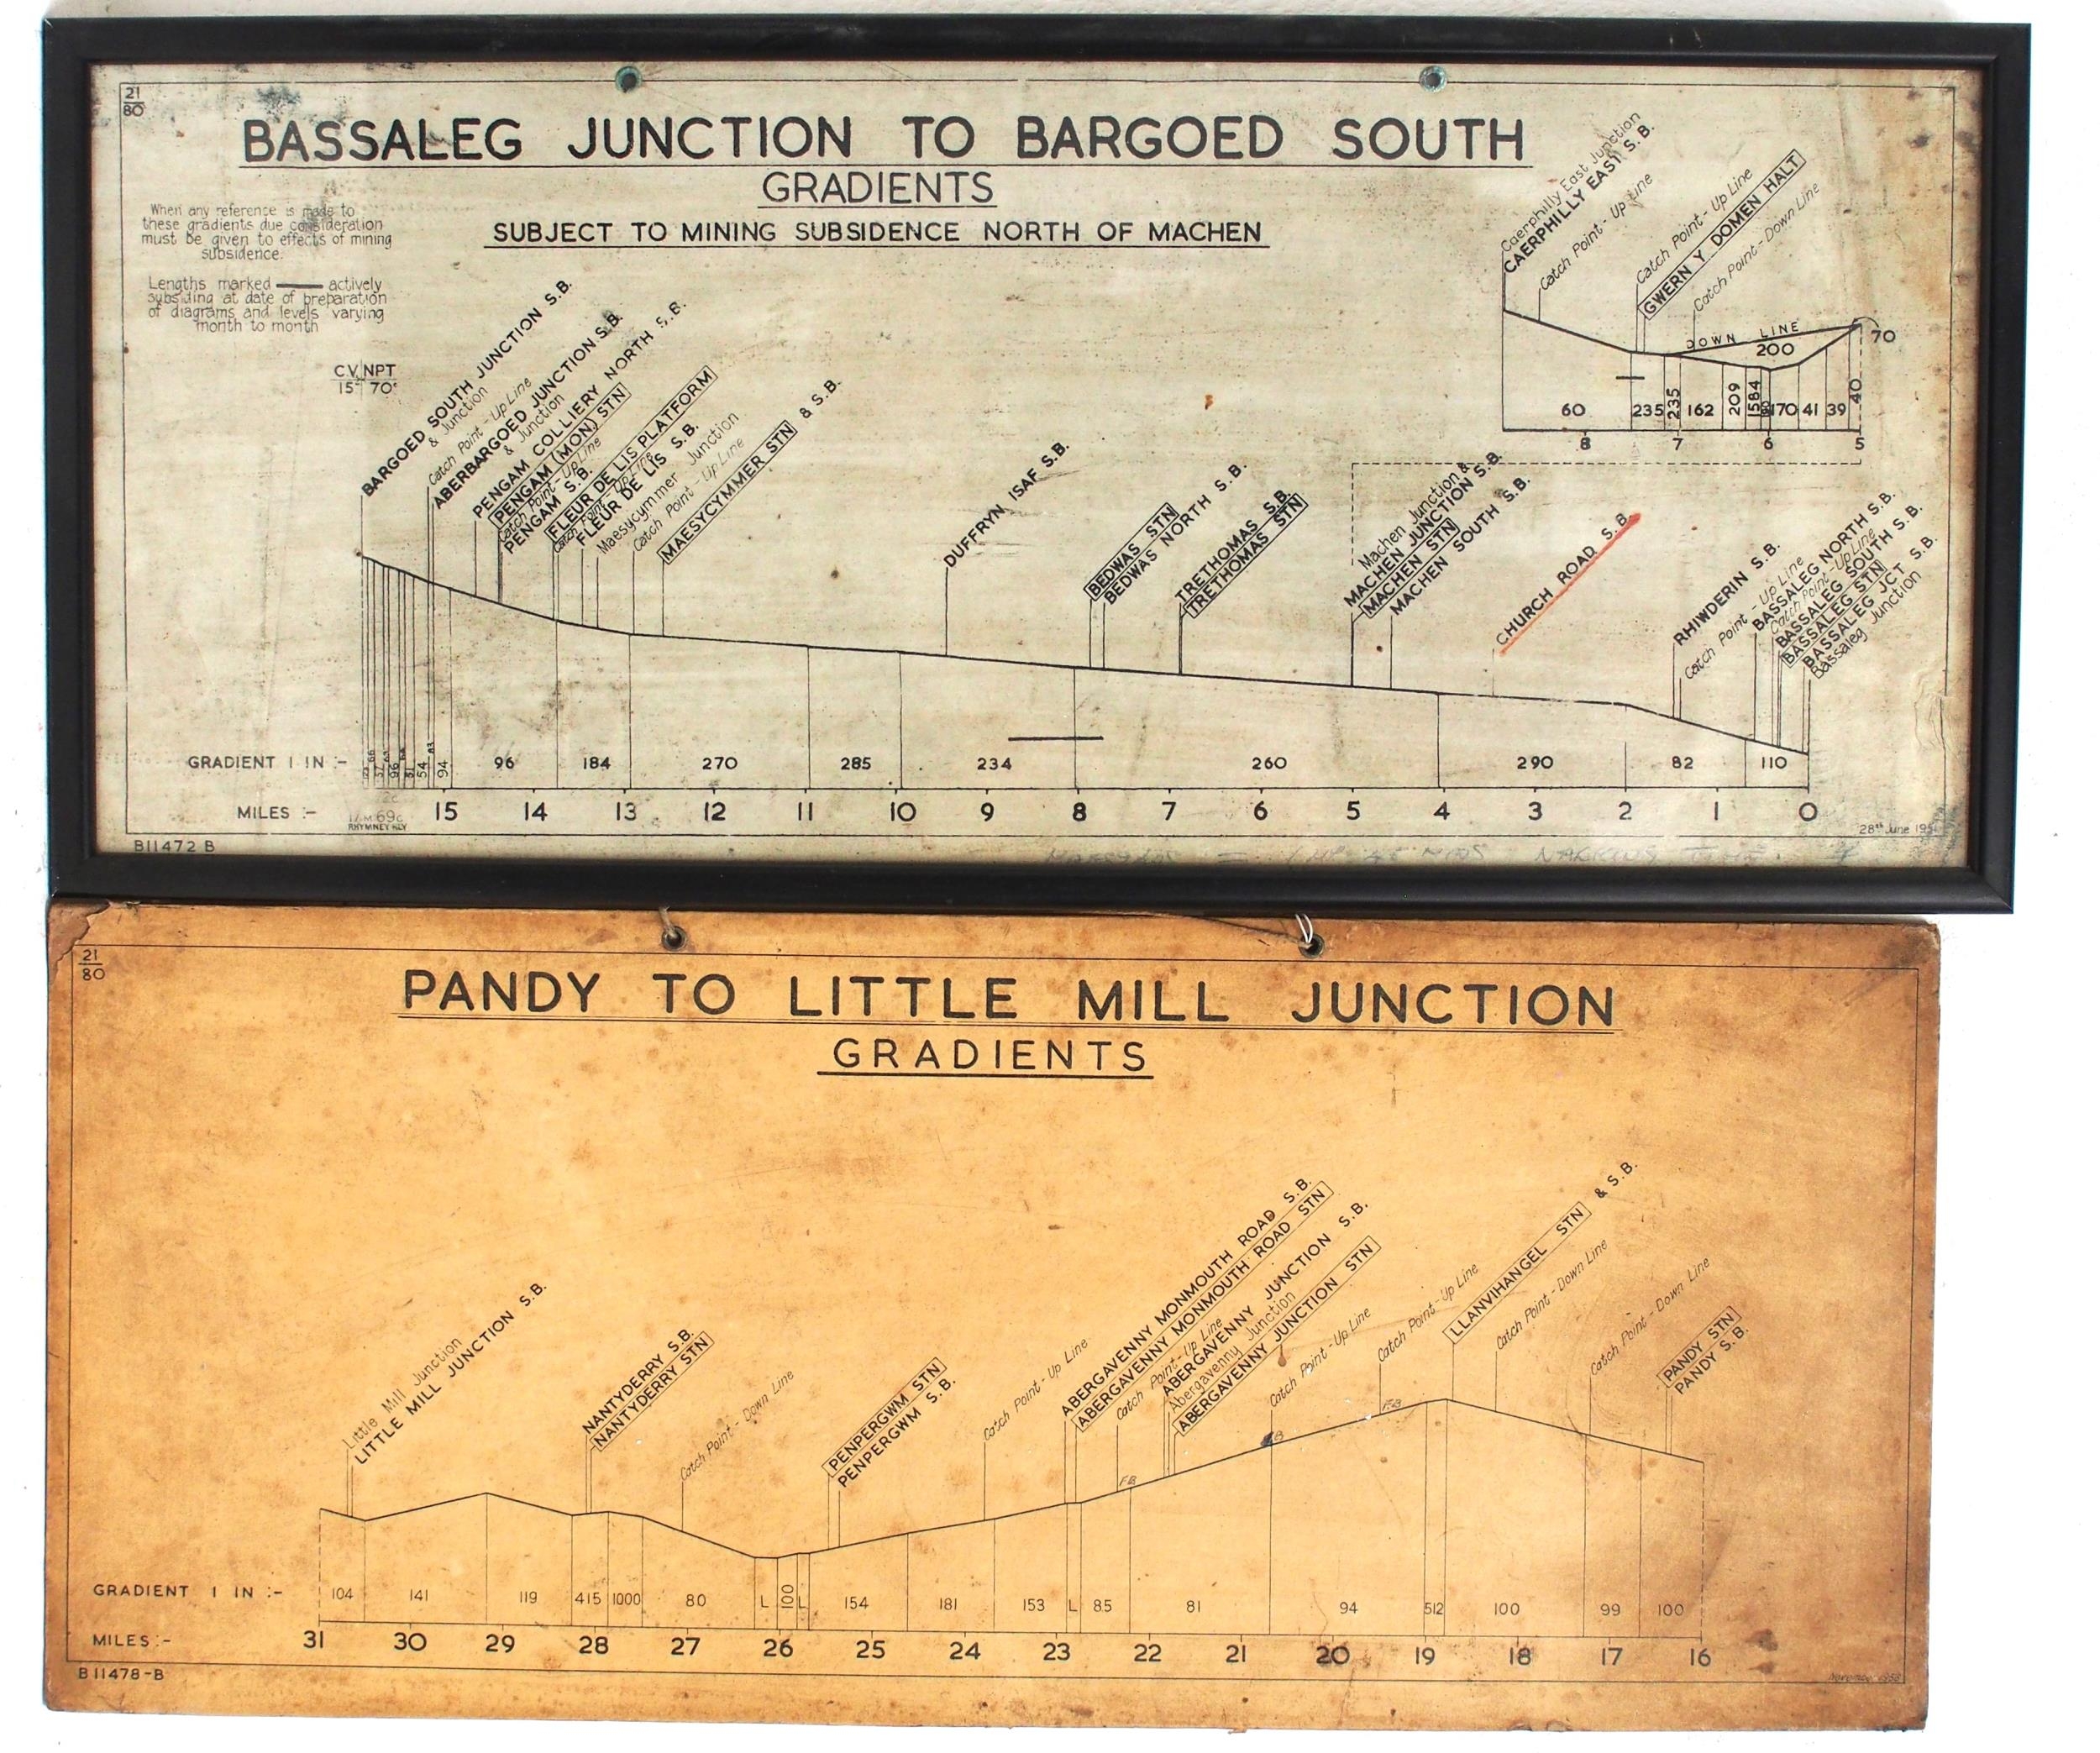 21
80
BASSALEG JUNCTION TO BARGOED SOUTH
GRADIENTS
SUBJECT TO MINING SUBSIDENCE NORTH OF MACHEN
When any reference is made to
these gradients due consideration
must be given to effects of mining
subsidence.
Lengths marked actively
subsiding at date of preparation
of diagrams and levels varying
month to month
C.V. NPT
BARGOED SOUTH JUNCTION S.B.
& Junction
Catch Point - Up Line
ABERBARGOED JUNCTION S.B.
& Junction
PENGAM COLLIERY NORTH S.B.
PENGAM (MON) STN
Catch Point - Up Line
PENGAM S.B.
FLEUR DE LIS PLATFORM
Catch Point - Up Line
FLEUR DE LIS S.B.
Maesycymmer Junction
Catch Point - Up Line
MAESYCYMMER STN & S.B.
DUFFRYN ISAF S.B.
BEDWAS STN
BEDWAS NORTH S.B.
TRETHOMAS S.B.
TRETHOMAS STN
Machen Junction &
MACHEN JUNCTION S.B.
MACHEN STN
MACHEN SOUTH S.B.
CHURCH ROAD S.B.
RHIWDERIN S.B.
Catch Point - Up Line
BASSALEG NORTH S.B.
Catch Point - Up Line
BASSALEG SOUTH S.B.
BASSALEG STN
BASSALEG JCT S.B.
Bassaleg Junction
Caerphilly East Junction
CAERPHILLY EAST S.B.
Catch Point - Up Line
Catch Point - Up Line
GWERN Y DOMEN HALT
Catch Point - Down Line
DOWN LINE
200
70
60 235 235 162 209 1584 170 41 39 40
8 7 6 5
GRADIENT 1 IN :- 54 94 96 184 270 285 234 260 290 82 110
MILES :- 15 14 13 12 11 10 9 8 7 6 5 4 3 2 1 0
RHYMNEY RLY
B11472 B
28th June
21
80
PANDY TO LITTLE MILL JUNCTION
GRADIENTS
Little Mill Junction
LITTLE MILL JUNCTION S.B.
NANTYDERRY S.B.
NANTYDERRY STN
Catch Point - Down Line
PENPERGWM STN
PENPERGWM S.B.
Catch Point - Up Line
ABERGAVENNY MONMOUTH ROAD S.B.
ABERGAVENNY MONMOUTH ROAD STN
Catch Point - Up Line
ABERGAVENNY JUNCTION S.B.
Abergavenny Junction
ABERGAVENNY JUNCTION STN
Catch Point - Up Line
Catch Point - Up Line
LLANVIHANGEL STN & S.B.
Catch Point - Down Line
Catch Point - Down Line
PANDY STN
PANDY S.B.
F.B.
F.B.
GRADIENT 1 IN :- 104 141 119 415 1000 80 L 100 L 154 181 153 L 85 81 94 512 100 99 100
MILES :- 31 30 29 28 27 26 25 24 23 22 21 20 19 18 17 16
B11478-B